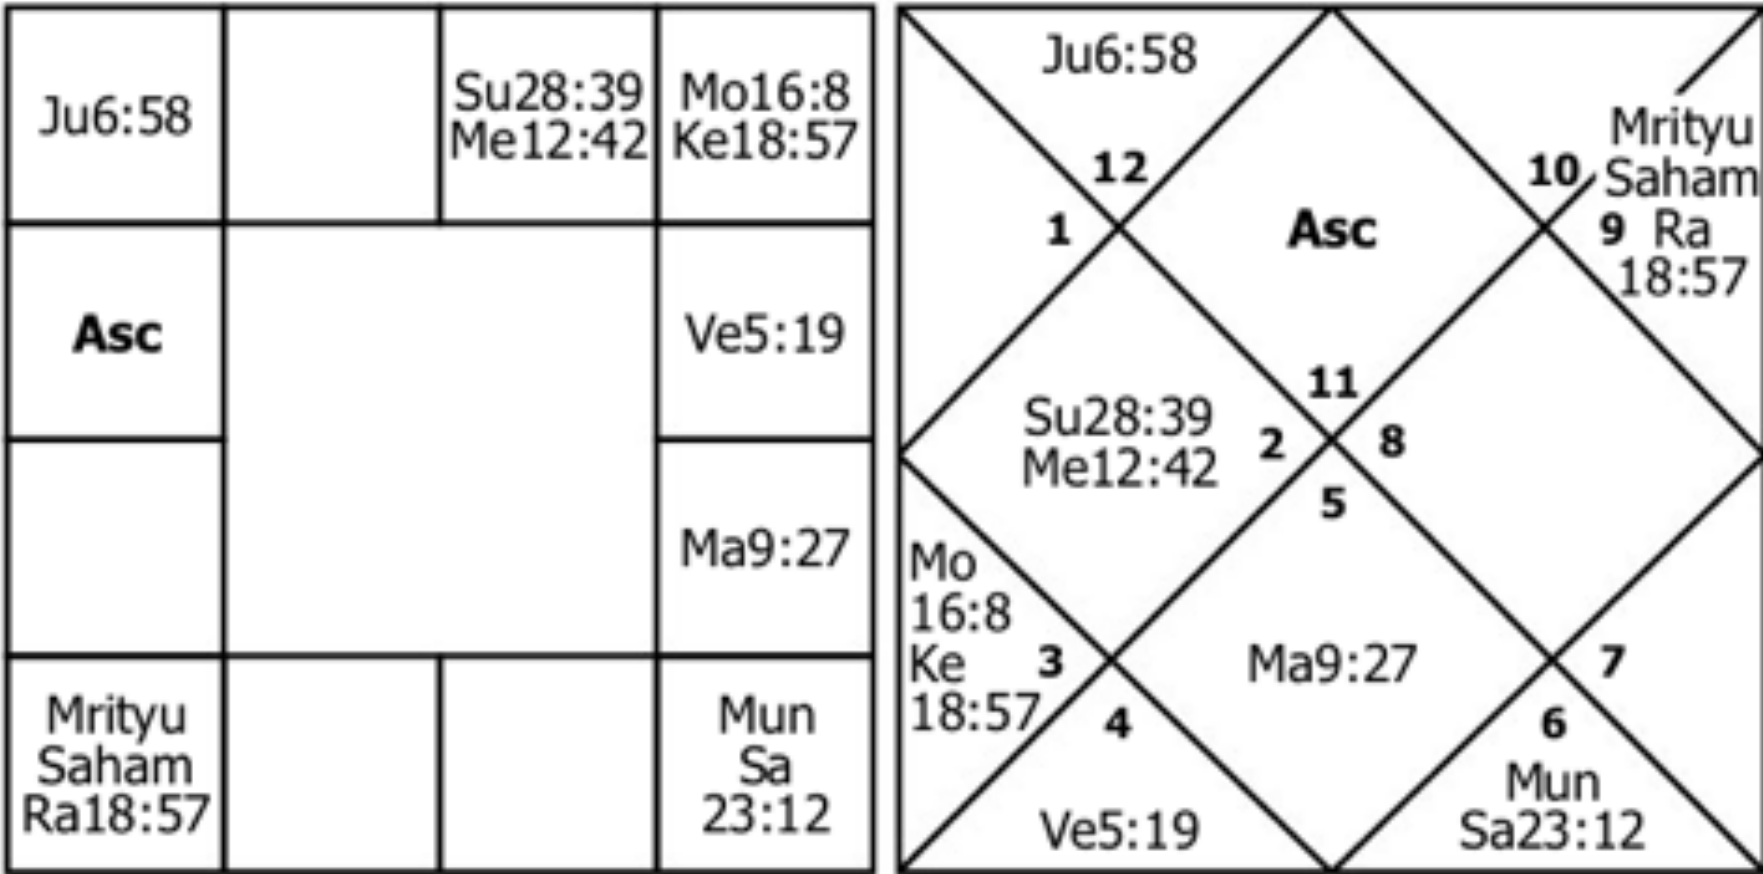 Ju6:58
Su28:39
Me12:42
Mo16:8
Ke18:57
Asc
Ve5:19
Ma9:27
Mrityu
Saham
Ra18:57
Mun
Sa
23:12
Ju6:58
12
1
Asc
10
Mrityu
Saham
9 Ra
18:57
11
Su28:39
Me12:42
2
8
5
Mo
16:8
Ke
18:57
3
4
Ma9:27
7
6
Ve5:19
Mun
Sa23:12